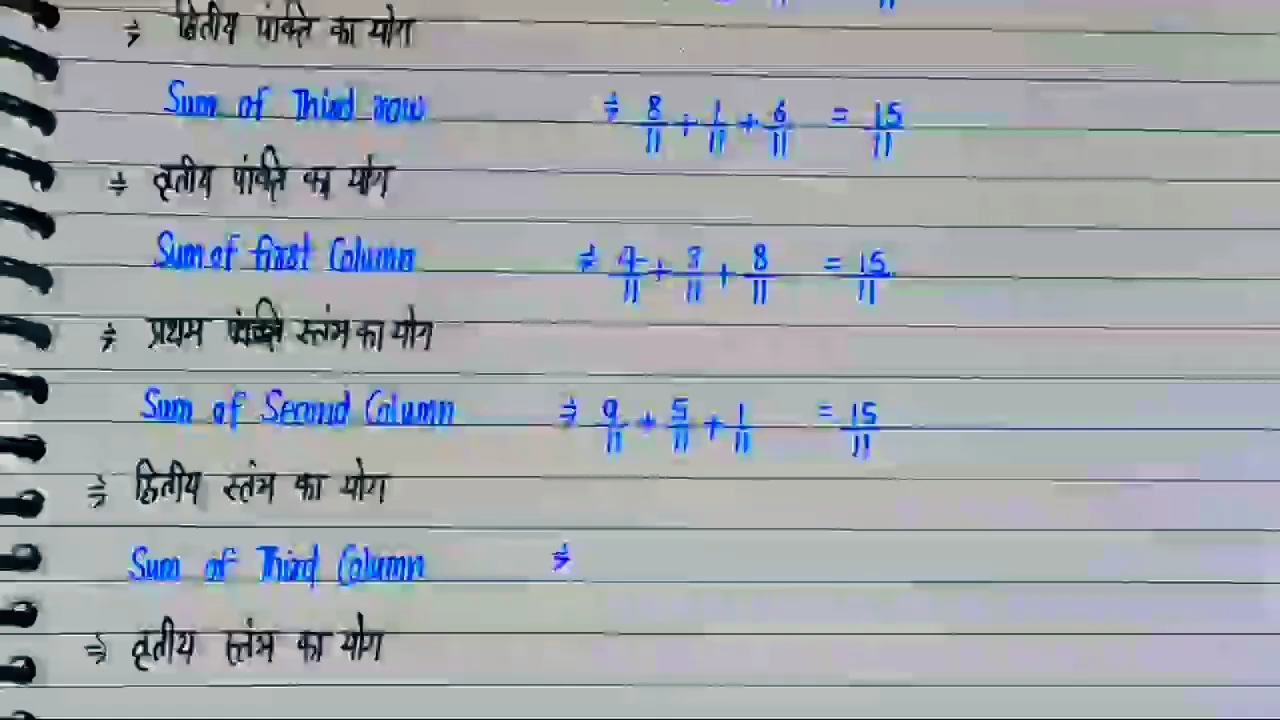 ⇒ द्वितीय पंक्ति का योग
Sum of Third row ⇒ 8/11 + 1/11 + 6/11 = 15/11
⇒ तृतीय पंक्ति का योग
Sum of first Column ⇒ 4/11 + 3/11 + 8/11 = 15/11
⇒ प्रथम स्तंभ का योग
Sum of Second Column ⇒ 9/11 + 5/11 + 1/11 = 15/11
⇒ द्वितीय स्तंभ का योग
Sum of Third Column ⇒
⇒ तृतीय स्तंभ का योग